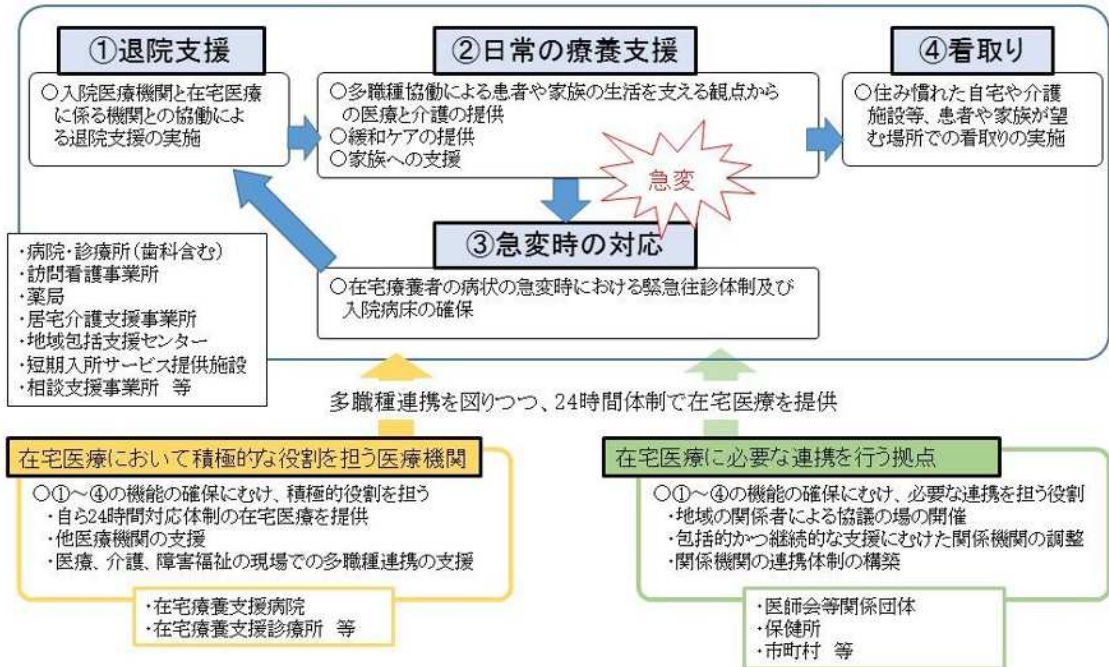 ①退院支援
○入院医療機関と在宅医療
に係る機関との協働によ
る退院支援の実施
②日常の療養支援
○多職種協働による患者や家族の生活を支える観点から
の医療と介護の提供
○緩和ケアの提供
○家族への支援
急変
④看取り
○住み慣れた自宅や介護
施設等、患者や家族が望
む場所での看取りの実施
③急変時の対応
○在宅療養者の病状の急変時における緊急往診体制及び
入院病床の確保
・病院・診療所(歯科含む)
・訪問看護事業所
・薬局
・居宅介護支援事業所
・地域包括支援センター
・短期入所サービス提供施設
・相談支援事業所 等
多職種連携を図りつつ、24時間体制で在宅医療を提供
在宅医療において積極的な役割を担う医療機関
○①～④の機能の確保にむけ、積極的役割を担う
・自ら24時間対応体制の在宅医療を提供
・他医療機関の支援
・医療、介護、障害福祉の現場での多職種連携の支援
・在宅療養支援病院
・在宅療養支援診療所 等
在宅医療に必要な連携を行う拠点
○①～④の機能の確保にむけ、必要な連携を担う役割
・地域の関係者による協議の場の開催
・包括的かつ継続的な支援にむけた関係機関の調整
・関係機関の連携体制の構築
・医師会等関係団体
・保健所
・市町村 等